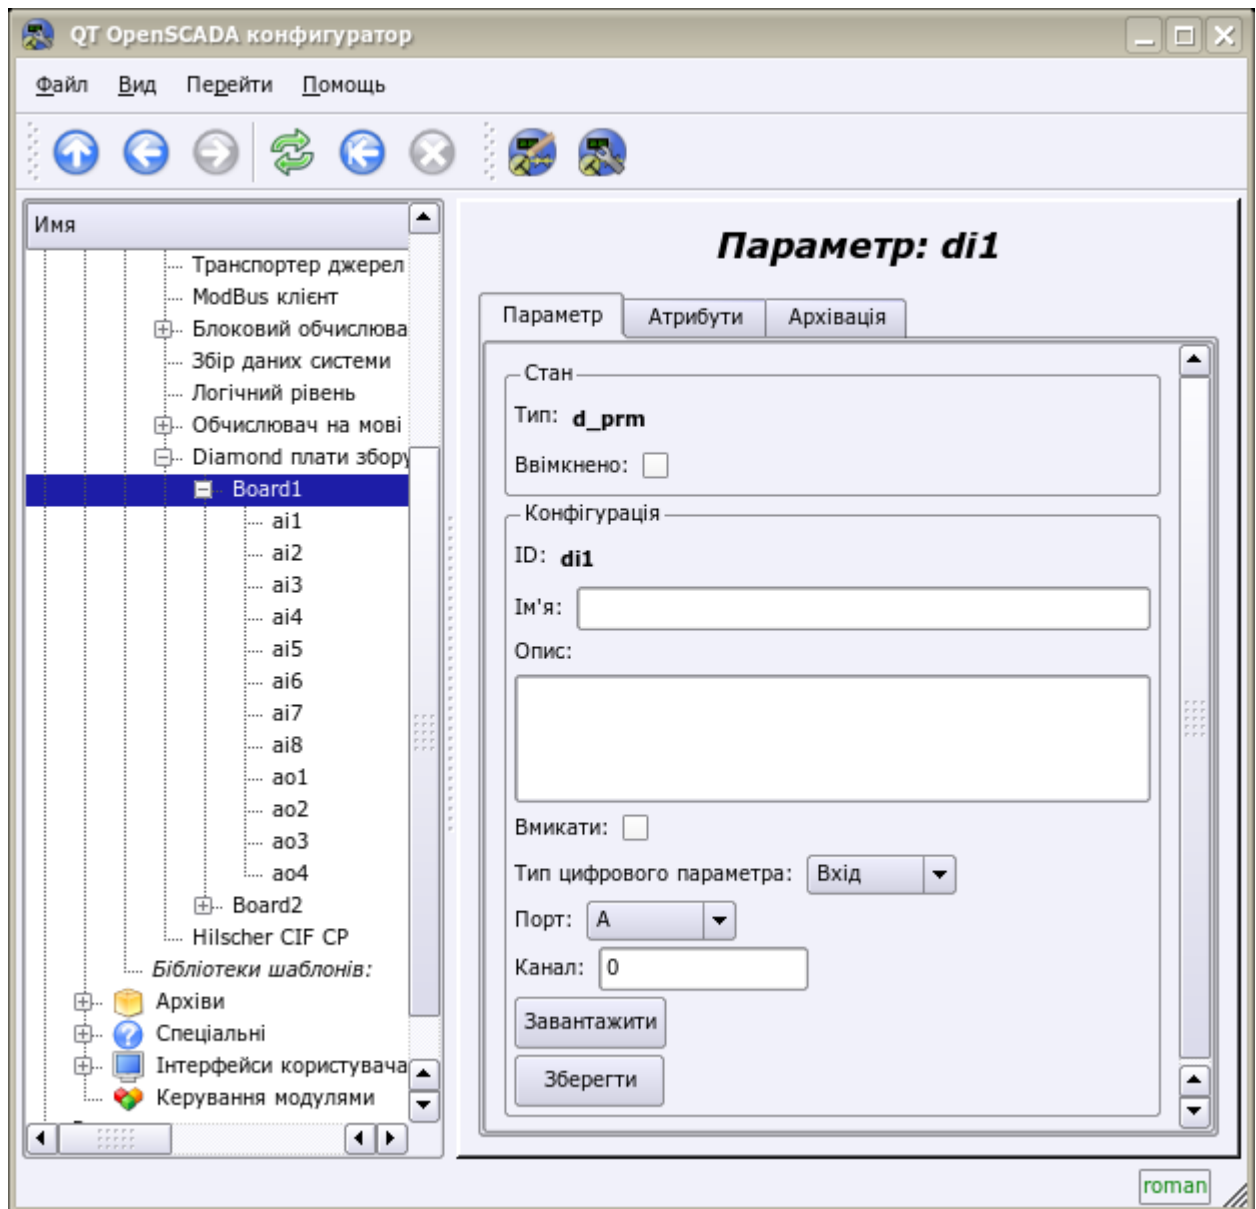 QT OpenSCADA конфигуратор
Файл Вид Перейти Помощь
Имя
Транспортер джерел
ModBus клієнт
Блоковий обчислюва
Збір даних системи
Логічний рівень
Обчислювач на мові
Diamond плати збору
Board1
ai1
ai2
ai3
ai4
ai5
ai6
ai7
ai8
ao1
ao2
ao3
ao4
Board2
Hilscher CIF CP
Бібліотеки шаблонів:
Архіви
Спеціальні
Інтерфейси користувача
Керування модулями
Параметр: di1
Параметр Атрибути Архівація
Стан
Тип: d_prm
Ввімкнено:
Конфігурація
ID: di1
Ім'я:
Опис:
Вмикати:
Тип цифрового параметра: Вхід
Порт: A
Канал: 0
Завантажити
Зберегти
roman